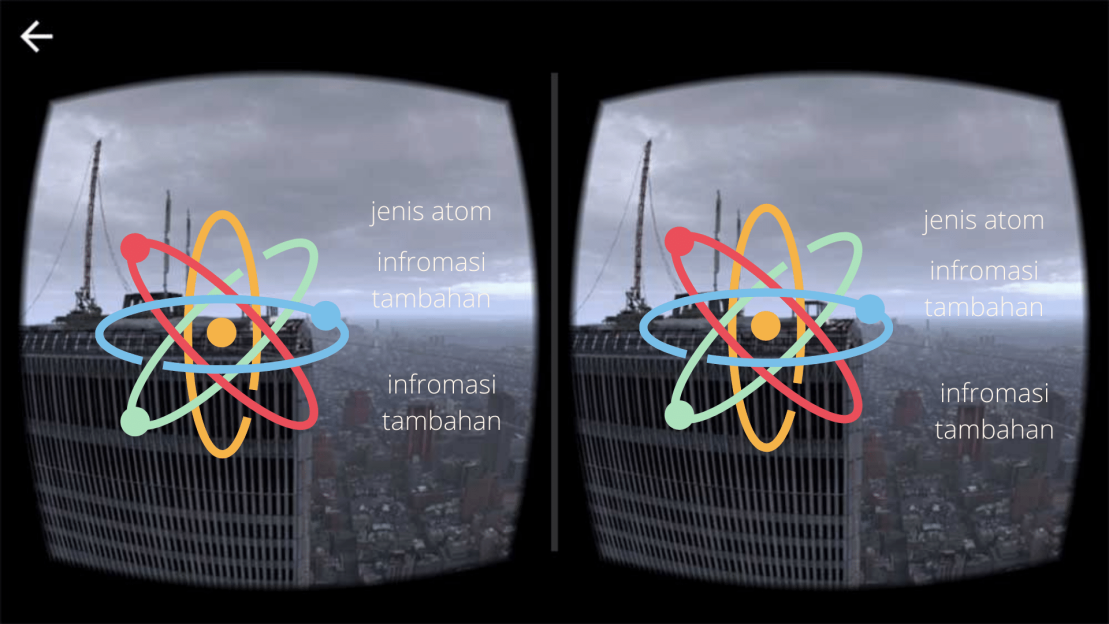 jenis atom
infromasi
tambahan
infromasi
tambahan
jenis atom
infromasi
tambahan
infromasi
tambahan